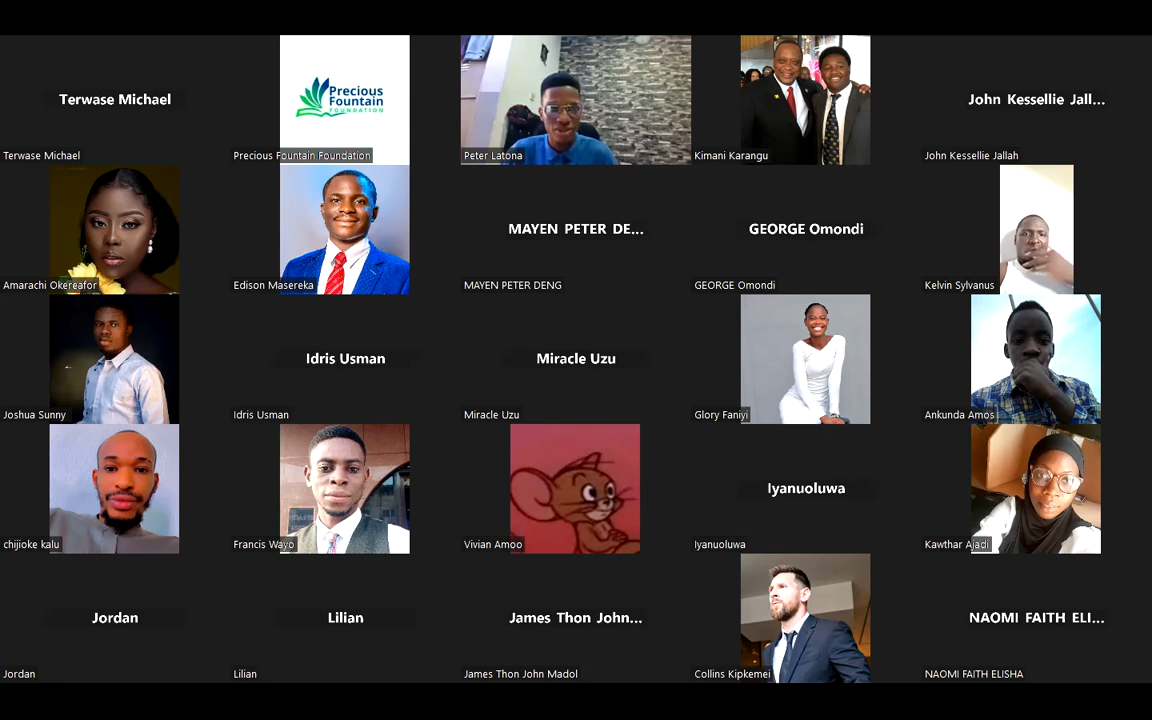 Terwase Michael
Terwase Michael
Precious
Fountain
FOUNDATION
Precious Fountain Foundation
Peter Latona
Kimani Karangu
John Kessellie Jall...
John Kessellie Jallah
Amarachi Okereafor
Edison Masereka
MAYEN PETER DE...
MAYEN PETER DENG
GEORGE Omondi
GEORGE Omondi
Kelvin Sylvanus
Joshua Sunny
Idris Usman
Idris Usman
Miracle Uzu
Miracle Uzu
Glory Faniyi
Ankunda Amos
chijioke kalu
Francis Wayo
Vivian Amoo
Iyanuoluwa
Iyanuoluwa
Kawthar Ajadi
Jordan
Jordan
Lilian
Lilian
James Thon John...
James Thon John Madol
Collins Kipkemei
NAOMI FAITH ELI...
NAOMI FAITH ELISHA